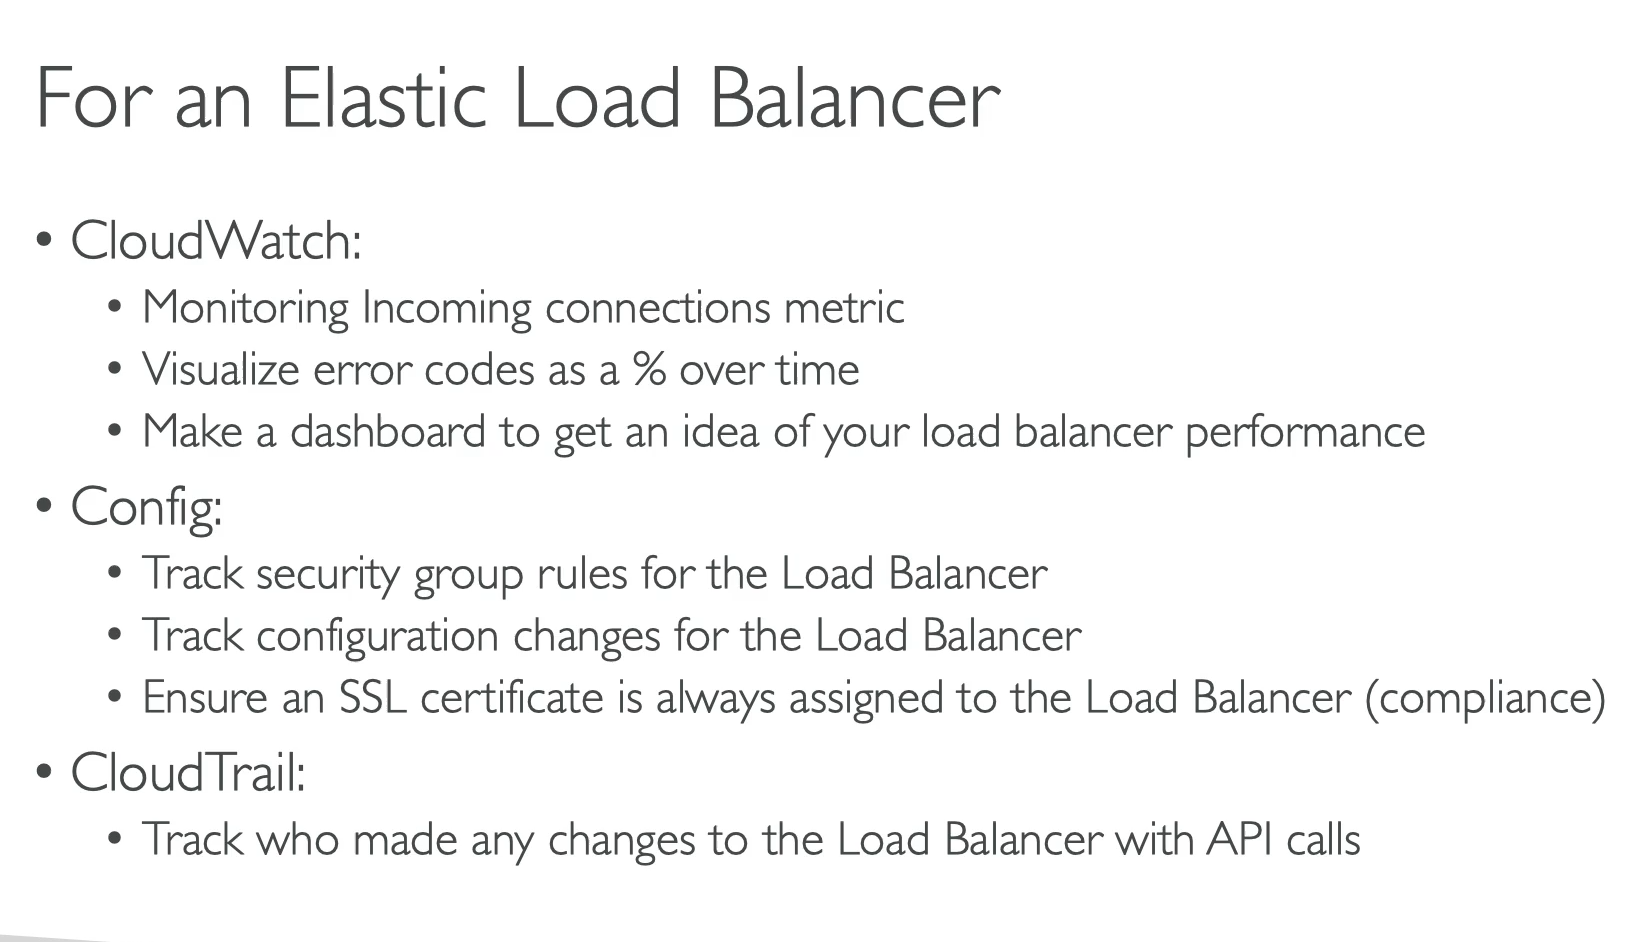 For an Elastic Load Balancer
• CloudWatch:
• Monitoring Incoming connections metric
• Visualize error codes as a % over time
• Make a dashboard to get an idea of your load balancer performance
• Config:
• Track security group rules for the Load Balancer
• Track configuration changes for the Load Balancer
• Ensure an SSL certificate is always assigned to the Load Balancer (compliance)
• CloudTrail:
• Track who made any changes to the Load Balancer with API calls